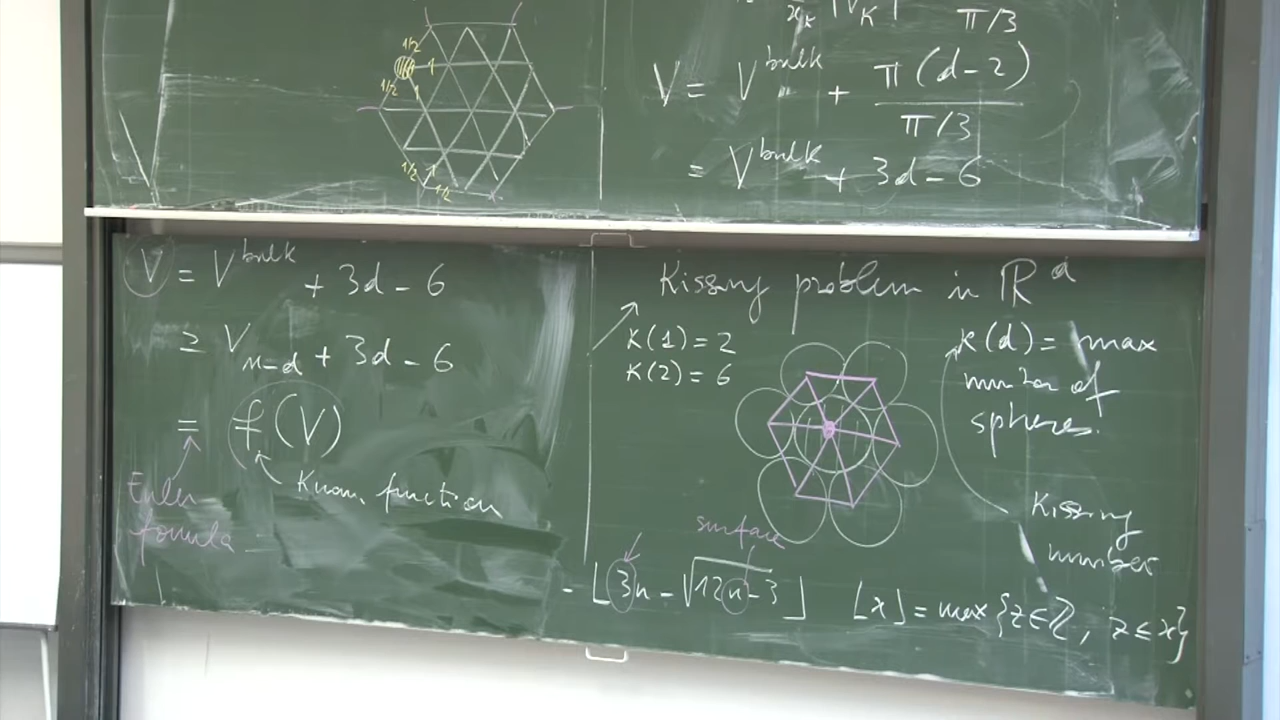 1/2
1
1/2
1
1/2
1/2
π/3
V = V^bulk + π(d-2)/π/3
= V^bulk + 3d - 6
V = V^bulk + 3d - 6
≥ V_{n-d} + 3d - 6
= f(V)
Euler formula
Known function
Kissing problem in ℝ^d
K(1) = 2
K(2) = 6
K(d) = max
number of
spheres.
Kissing
number
surface
- ⌊3n - √12n-3⌋
⌊x⌋ = max {z∈ℤ, z≤x}